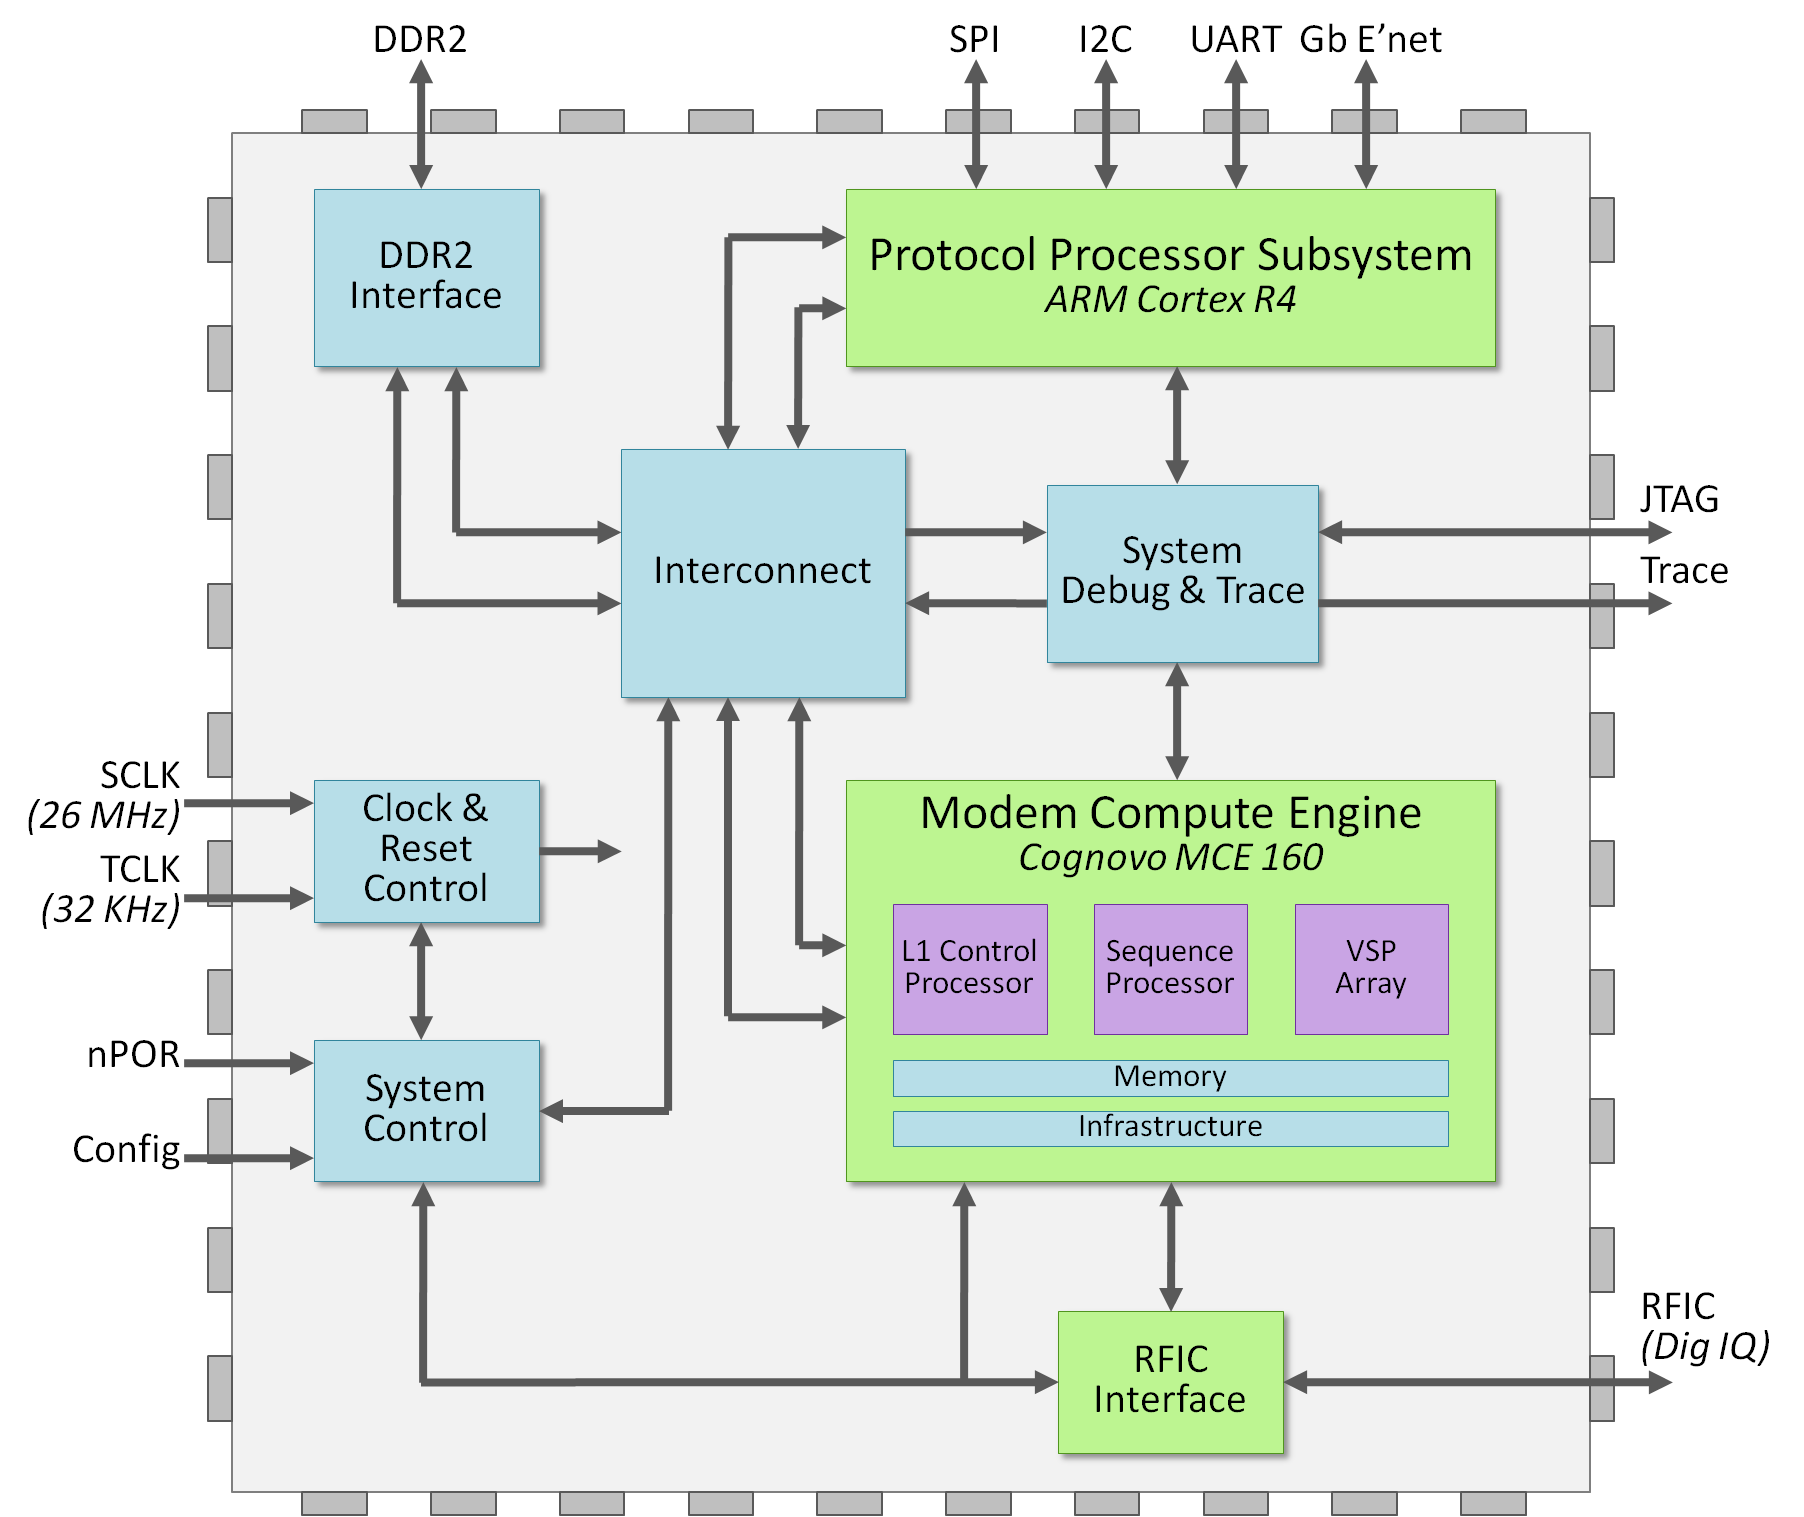 DDR2
SPI
I2C
UART
Gb E'net
DDR2
Interface
Protocol Processor Subsystem
ARM Cortex R4
Interconnect
System
Debug & Trace
JTAG
Trace
SCLK
(26 MHz)
TCLK
(32 KHz)
Clock &
Reset
Control
nPOR
Config
System
Control
Modem Compute Engine
Cognovo MCE 160
L1 Control
Processor
Sequence
Processor
VSP
Array
Memory
Infrastructure
RFIC
Interface
RFIC
(Dig IQ)